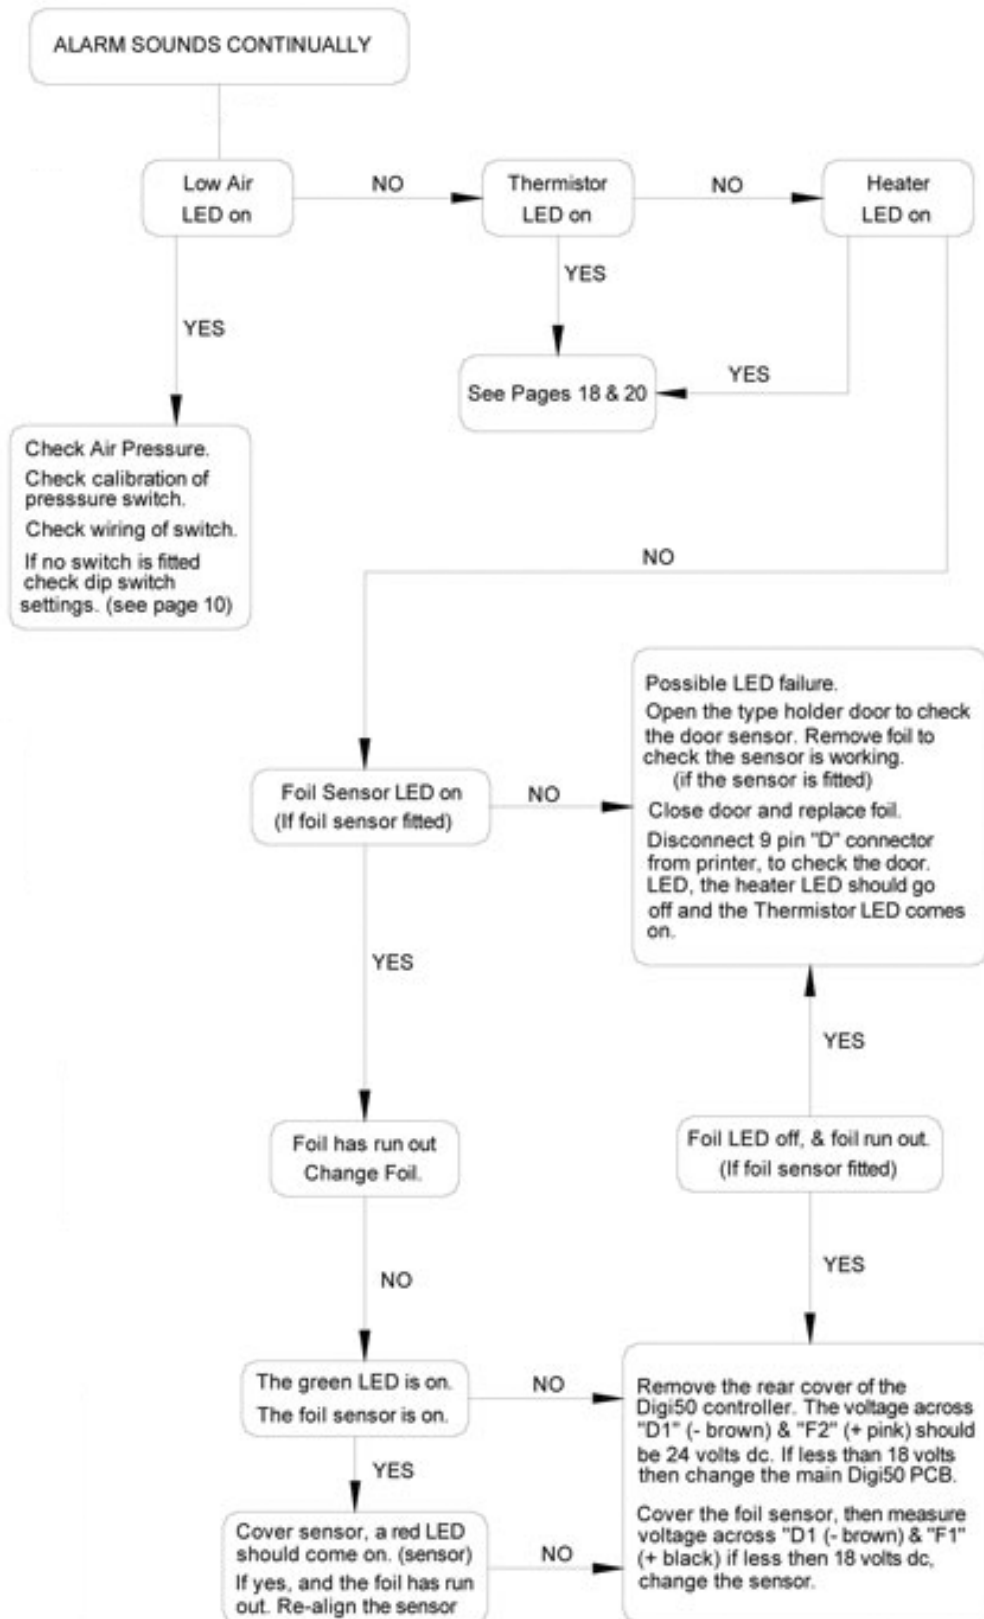 ALARM SOUNDS CONTINUALLY
Low Air
LED on
NO
Thermistor
LED on
NO
Heater
LED on
YES
YES
See Pages 18 & 20
YES
Check Air Pressure.
Check calibration of
presssure switch.
Check wiring of switch.
If no switch is fitted
check dip switch
settings. (see page 10)
NO
Foil Sensor LED on
(If foil sensor fitted)
NO
Possible LED failure.
Open the type holder door to check
the door sensor. Remove foil to
check the sensor is working.
(if the sensor is fitted)
Close door and replace foil.
Disconnect 9 pin "D" connector
from printer, to check the door.
LED, the heater LED should go
off and the Thermistor LED comes
on.
YES
YES
Foil has run out
Change Foil.
Foil LED off, & foil run out.
(If foil sensor fitted)
NO
YES
The green LED is on.
The foil sensor is on.
NO
YES
Cover sensor, a red LED
should come on. (sensor)
If yes, and the foil has run
out. Re-align the sensor
NO
Remove the rear cover of the
Digi50 controller. The voltage across
"D1" (- brown) & "F2" (+ pink) should
be 24 volts dc. If less than 18 volts
then change the main Digi50 PCB.
Cover the foil sensor, then measure
voltage across "D1 (- brown) & "F1"
(+ black) if less then 18 volts dc,
change the sensor.